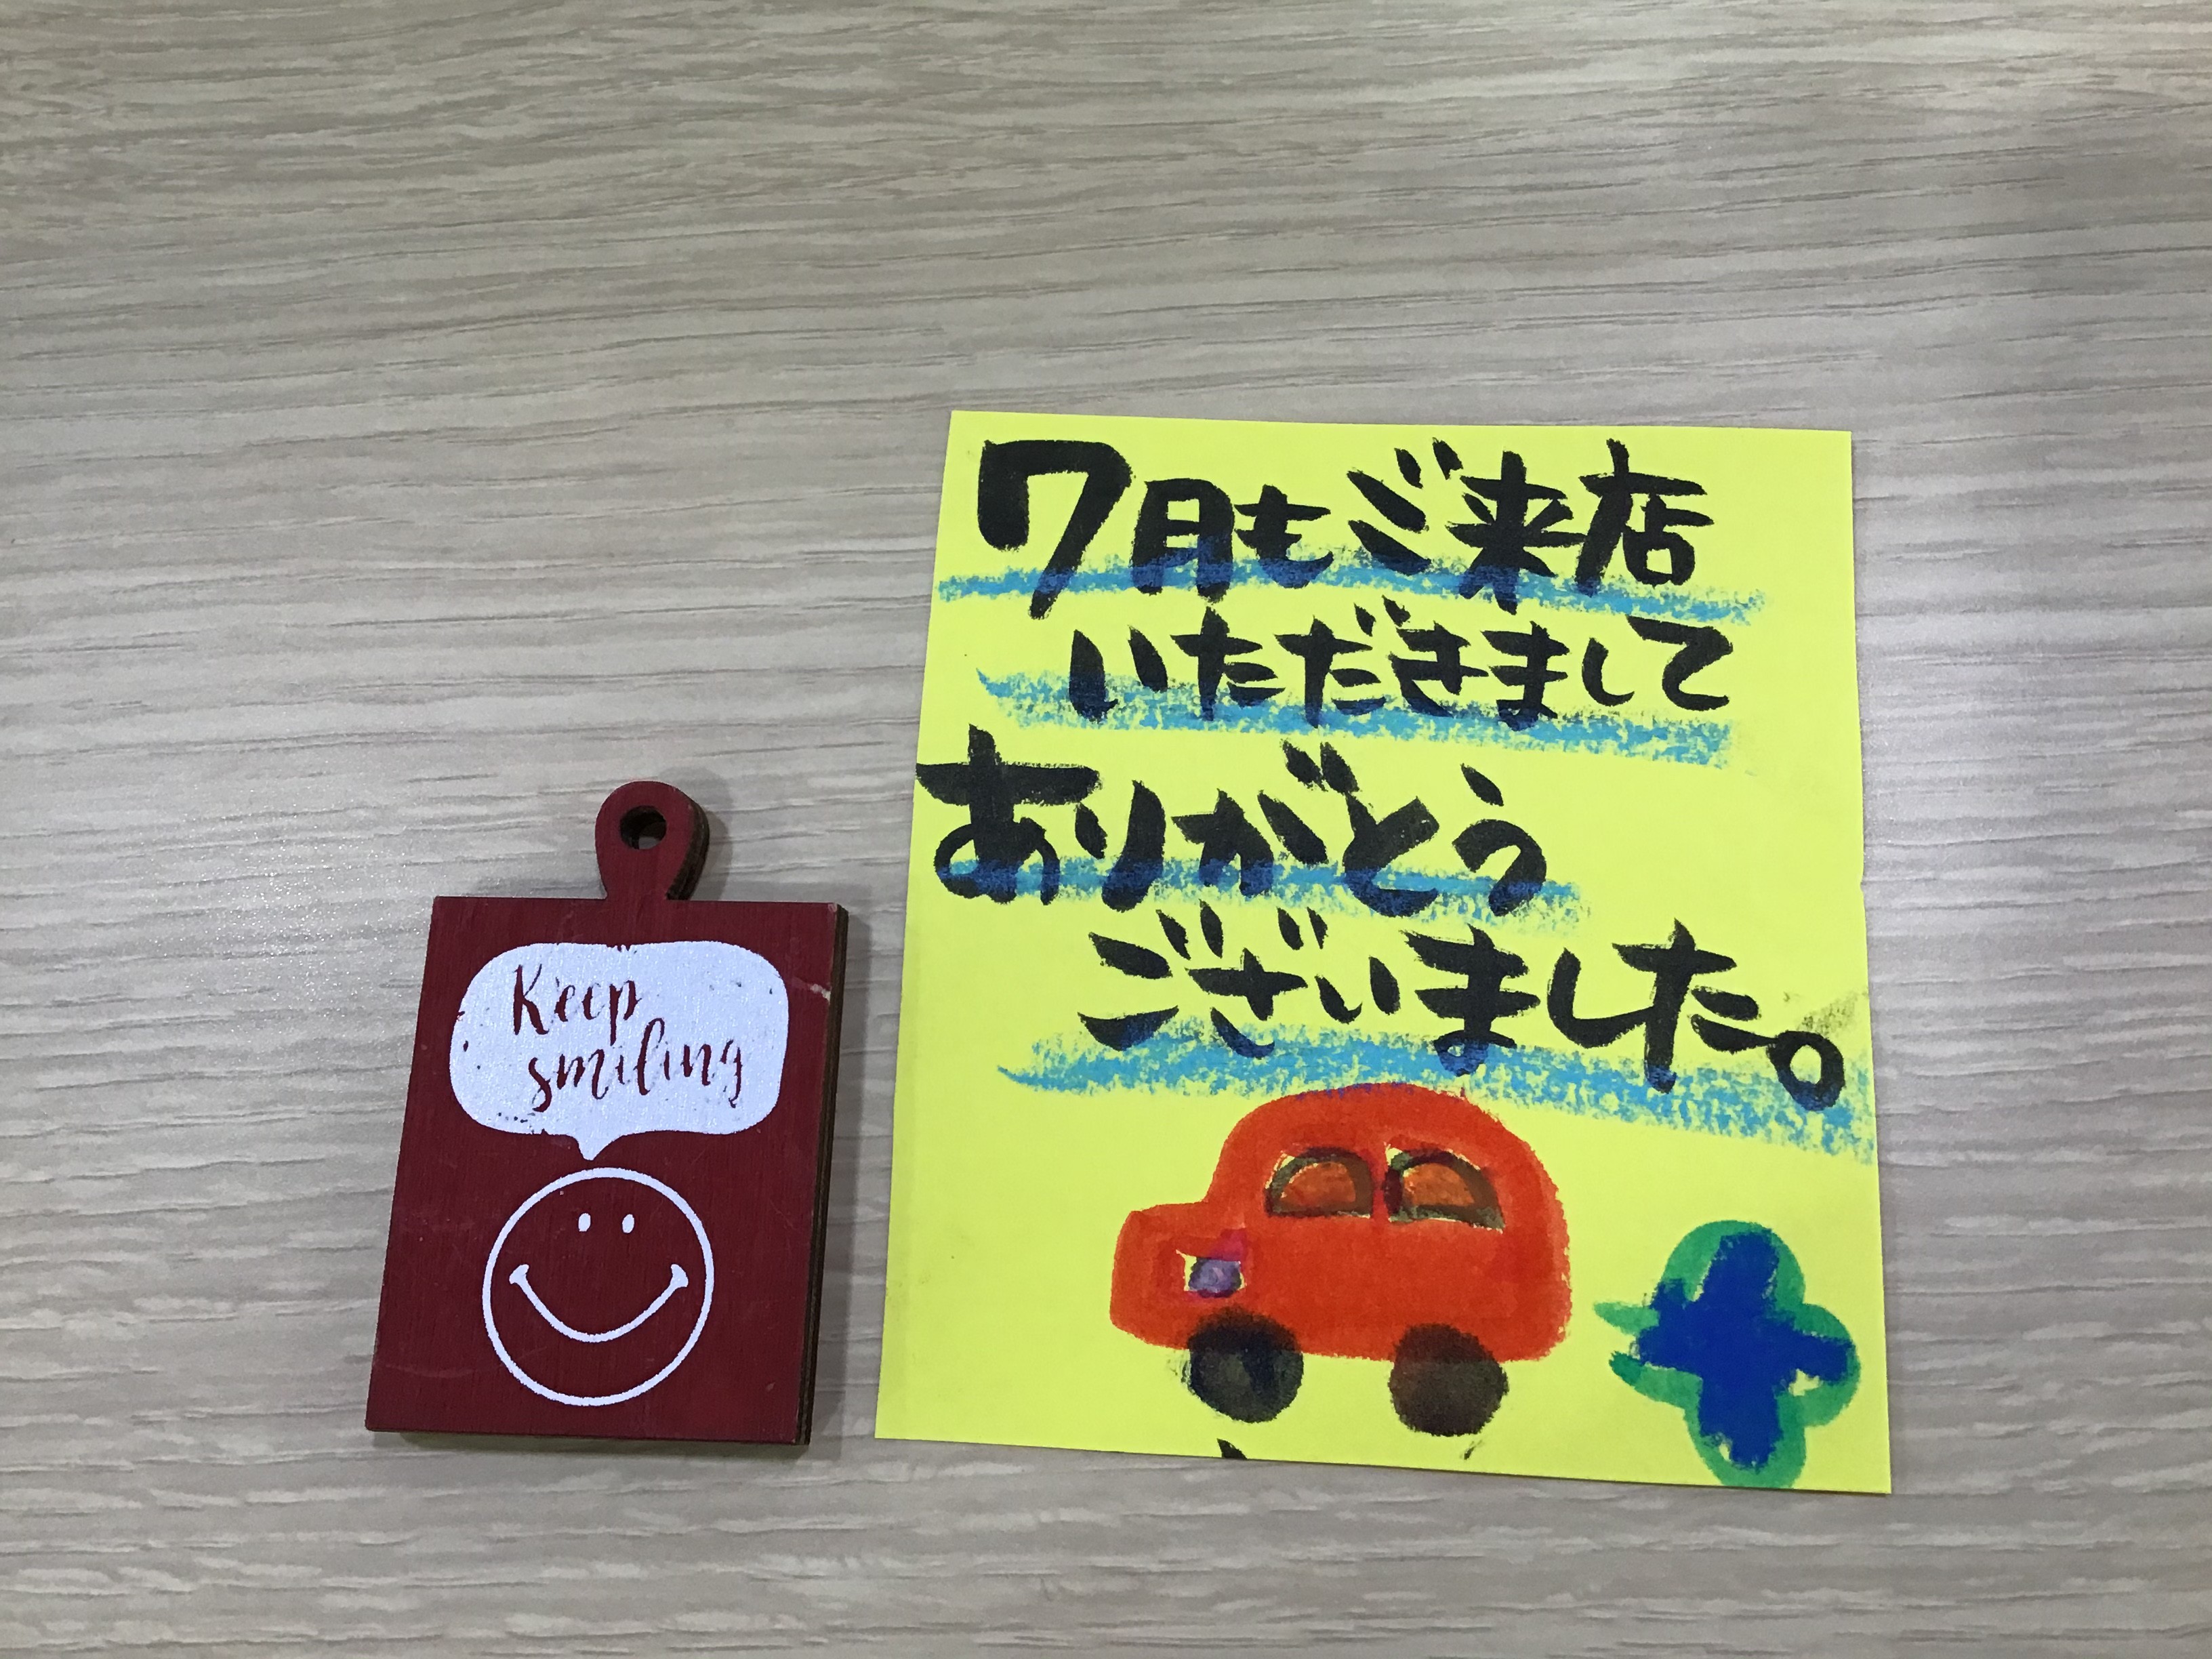 Keep
smiling
7月もご来店
いただきまして
ありがとう
ございました。